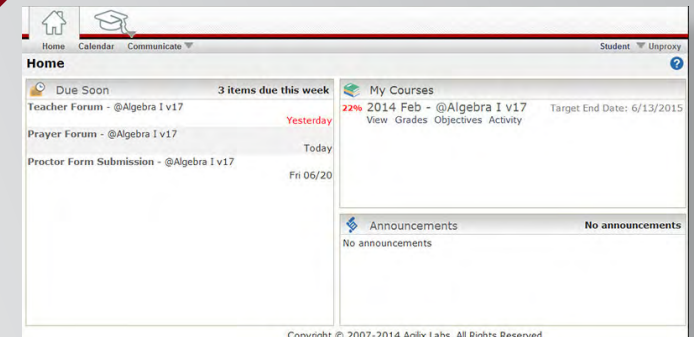 Home Calendar Communicate Student Unproxy
Home
Due Soon 3 items due this week
Teacher Forum - @Algebra I v17
Yesterday
Prayer Forum - @Algebra I v17
Today
Proctor Form Submission - @Algebra I v17
Fri 06/20
My Courses
22% 2014 Feb - @Algebra I v17 Target End Date: 6/13/2015
View Grades Objectives Activity
Announcements No announcements
No announcements
Copyright © 2007-2014 Agilix Labs. All Rights Reserved.